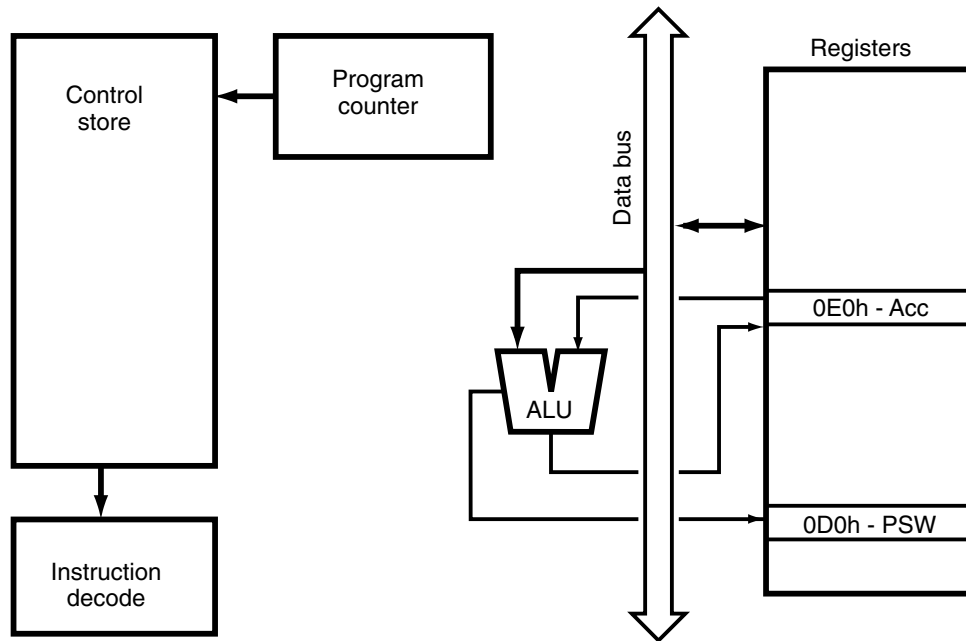 Control
store
Program
counter
Instruction
decode
Data bus
ALU
Registers
0E0h - Acc
0D0h - PSW